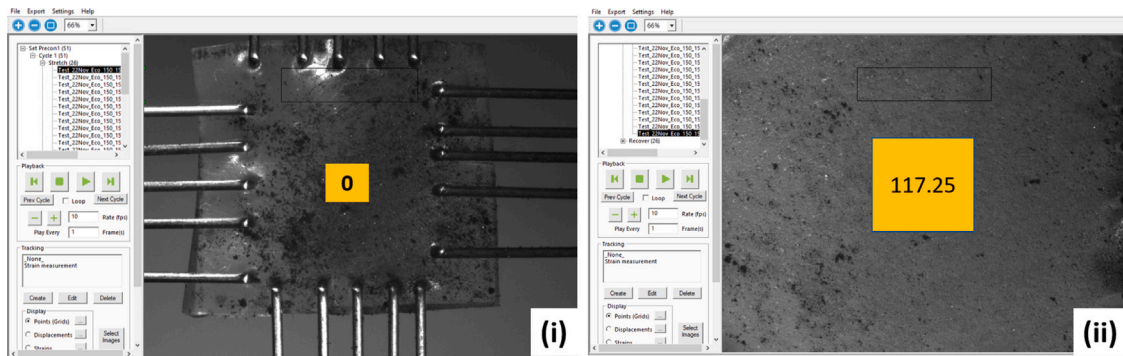 File Export Settings Help
66%
Set Precon1 (51)
Cycle 1 (51)
Stretch (26)
Test_22Nov_Eco_150_15
Test_22Nov_Eco_150_15
Test_22Nov_Eco_150_15
Test_22Nov_Eco_150_15
Test_22Nov_Eco_150_15
Test_22Nov_Eco_150_15
Test_22Nov_Eco_150_15
Test_22Nov_Eco_150_15
Test_22Nov_Eco_150_15
Test_22Nov_Eco_150_15
Test_22Nov_Eco_150_15
Playback
Prev Cycle Loop Next Cycle
10 Rate (fps)
Play Every 1 Frame(s)
Tracking
_None_
Strain measurement
Create Edit Delete
Display
Points (Grids) ...
Displacements ...
Strains
Select Images
0
(i)
File Export Settings Help
66%
Test_22Nov_Eco_150_15
Test_22Nov_Eco_150_15
Test_22Nov_Eco_150_15
Test_22Nov_Eco_150_15
Test_22Nov_Eco_150_15
Test_22Nov_Eco_150_15
Test_22Nov_Eco_150_15
Test_22Nov_Eco_150_15
Test_22Nov_Eco_150_15
Test_22Nov_Eco_150_15
Test_22Nov_Eco_150_15
Recover (26)
Playback
Prev Cycle Loop Next Cycle
10 Rate (fps)
Play Every 1 Frame(s)
Tracking
_None_
Strain measurement
Create Edit Delete
Display
Points (Grids) ...
Displacements ...
Strains
Select Images
117.25
(ii)